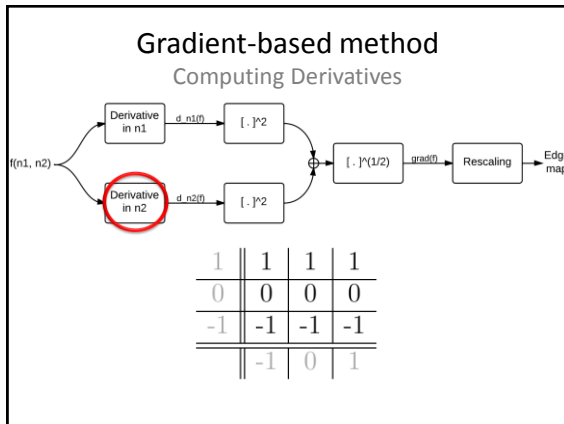 Gradient-based method
Computing Derivatives
Derivative
in n1
d_n1(f)
[ . ]^2
f(n1, n2)
[ . ]^(1/2)
grad(f)
Rescaling
Edge
map
Derivative
in n2
d_n2(f)
[ . ]^2
1 1 1 1
0 0 0 0
-1 -1 -1 -1
-1 0 1